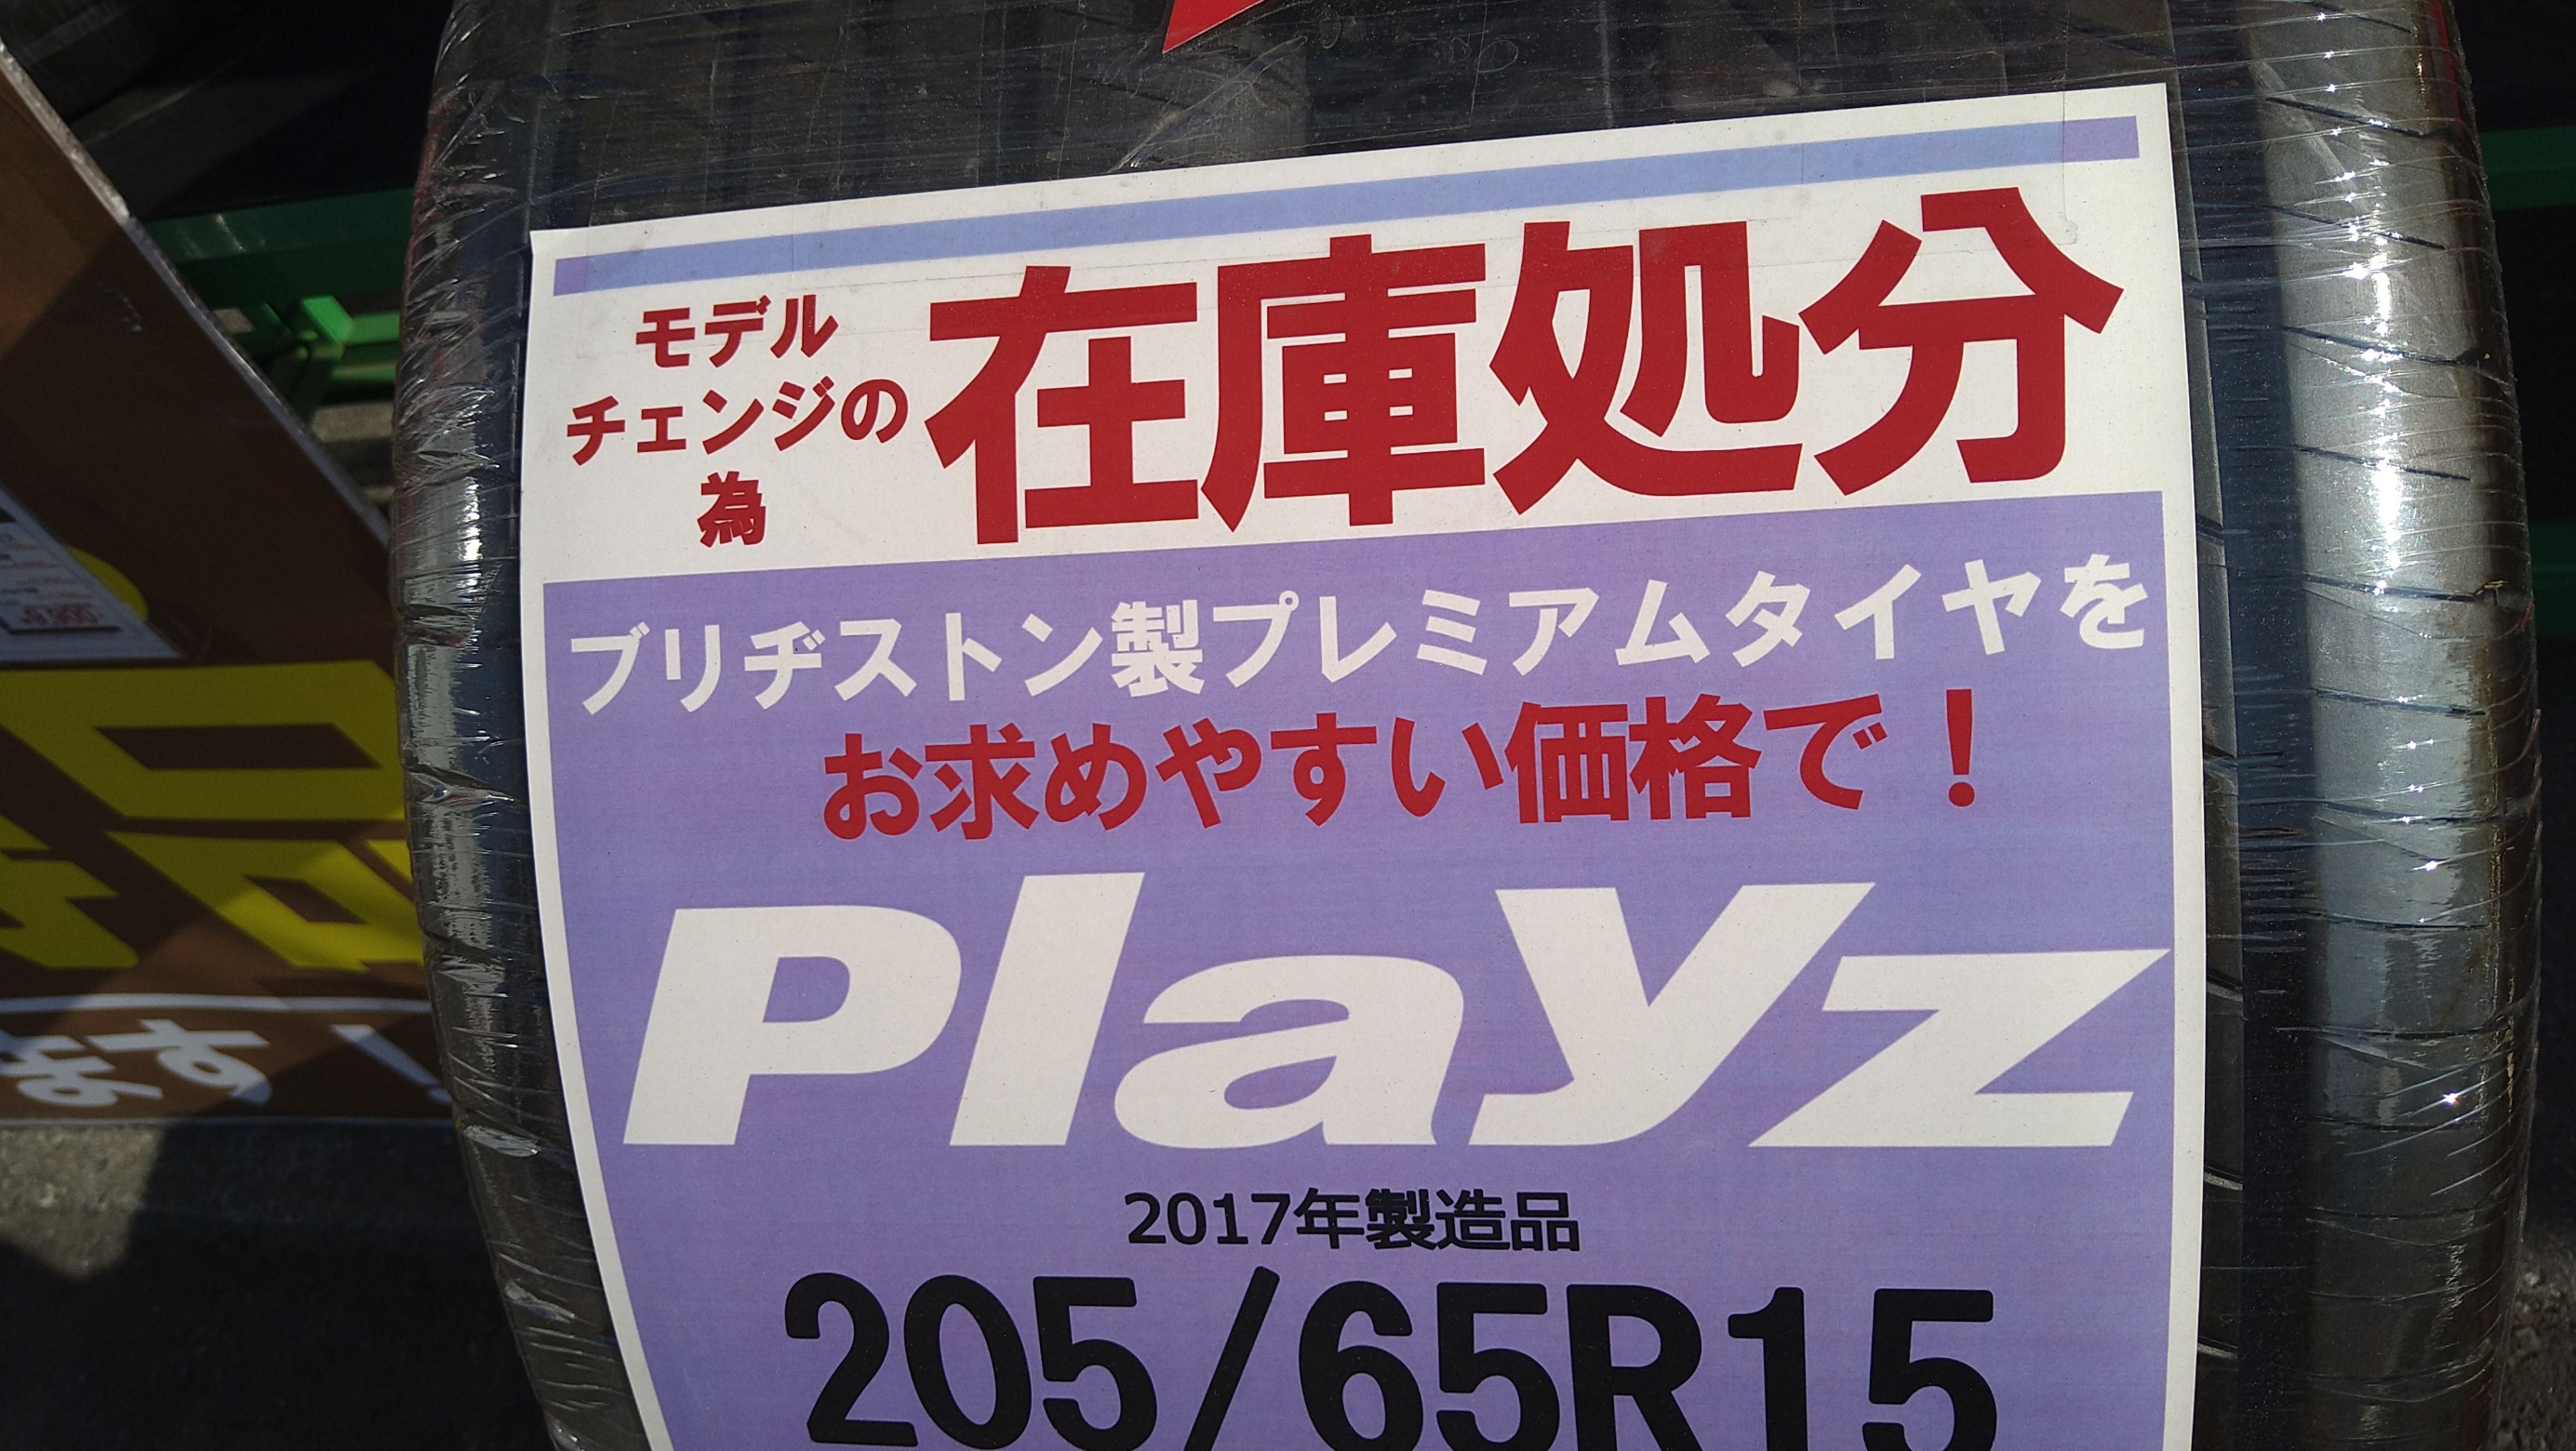 モデル
チェンジの
為
在庫処分
ブリヂストン製プレミアムタイヤを
お求めやすい価格で！
Playz
2017年製造品
205/65R15